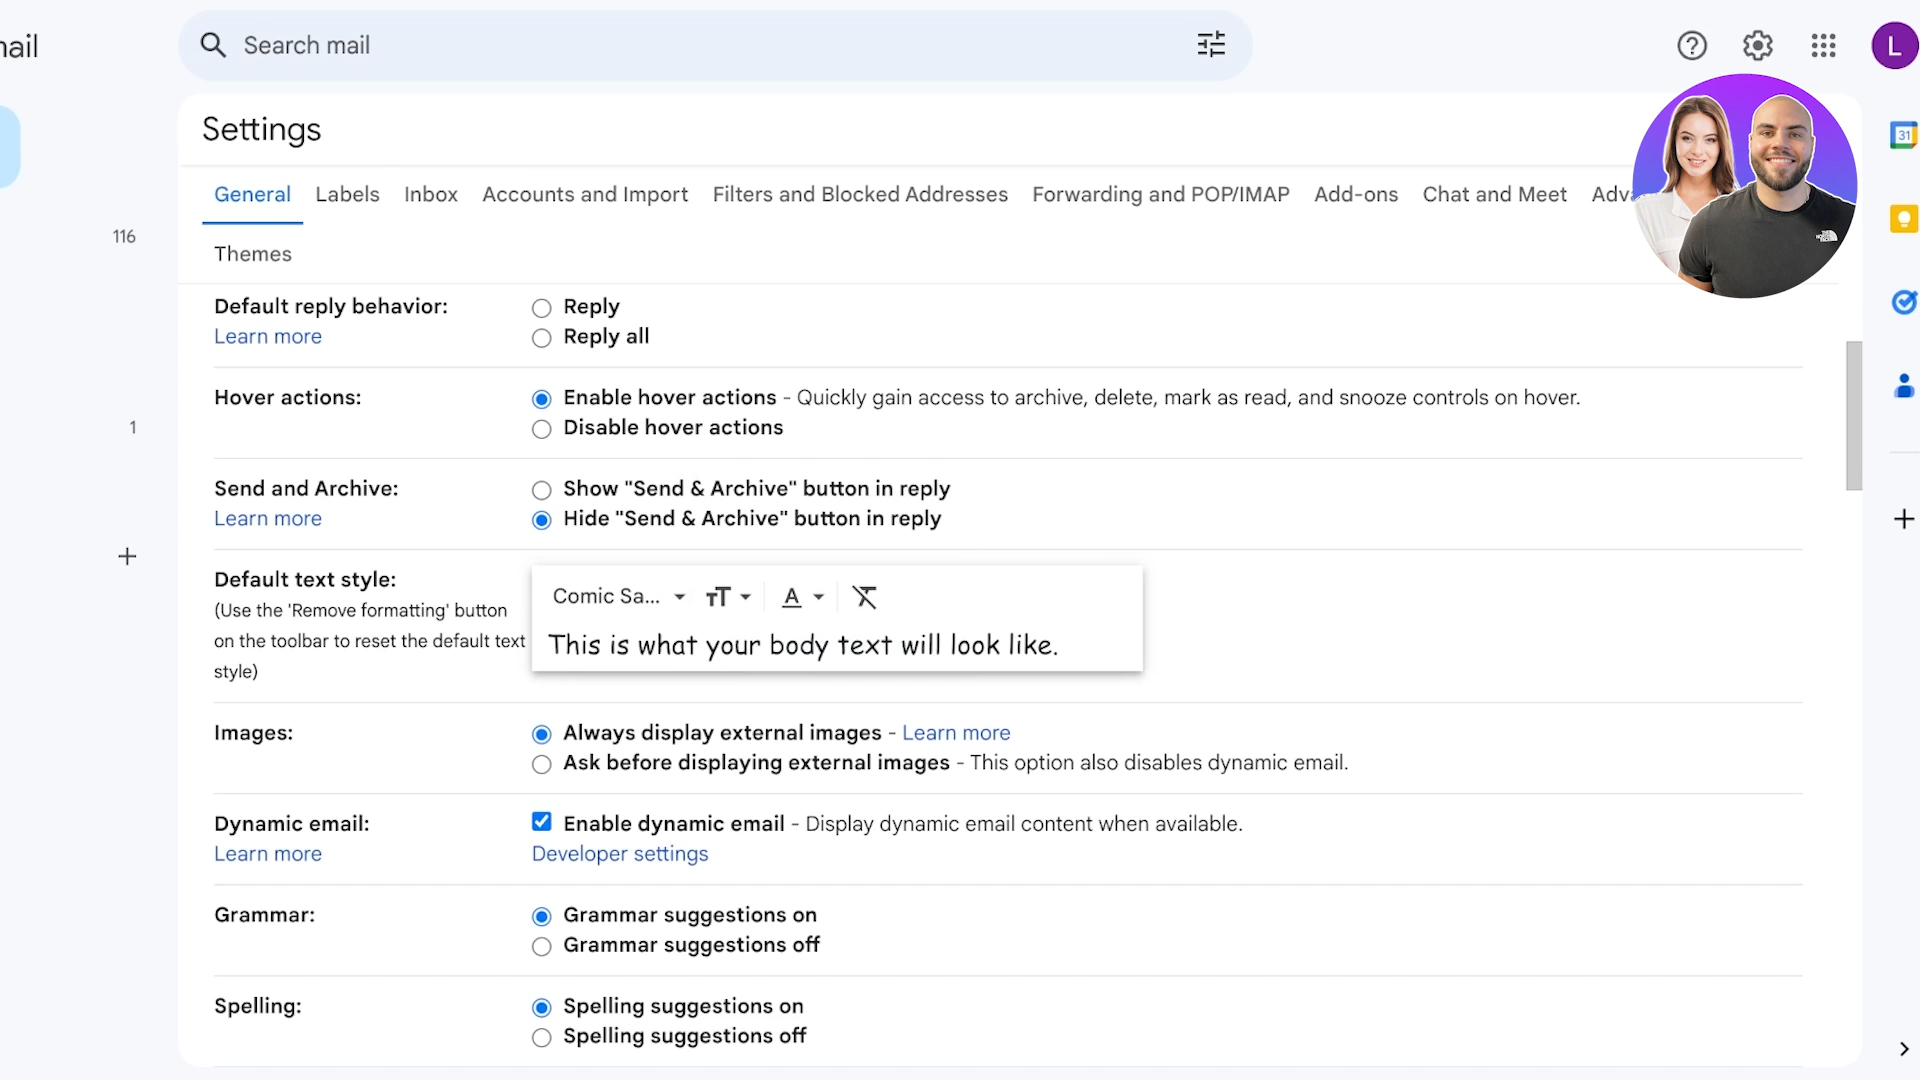 ail
Search mail
L
Settings
General Labels Inbox Accounts and Import Filters and Blocked Addresses Forwarding and POP/IMAP Add-ons Chat and Meet
Themes
31
116
1
Default reply behavior:
Learn more
Reply
Reply all
Hover actions:
Enable hover actions - Quickly gain access to archive, delete, mark as read, and snooze controls on hover.
Disable hover actions
Send and Archive:
Learn more
Show "Send & Archive" button in reply
Hide "Send & Archive" button in reply
Default text style:
(Use the 'Remove formatting' button
on the toolbar to reset the default text
style)
Comic Sa...
This is what your body text will look like.
Images:
Always display external images - Learn more
Ask before displaying external images - This option also disables dynamic email.
Dynamic email:
Learn more
Enable dynamic email - Display dynamic email content when available.
Developer settings
Grammar:
Grammar suggestions on
Grammar suggestions off
Spelling:
Spelling suggestions on
Spelling suggestions off